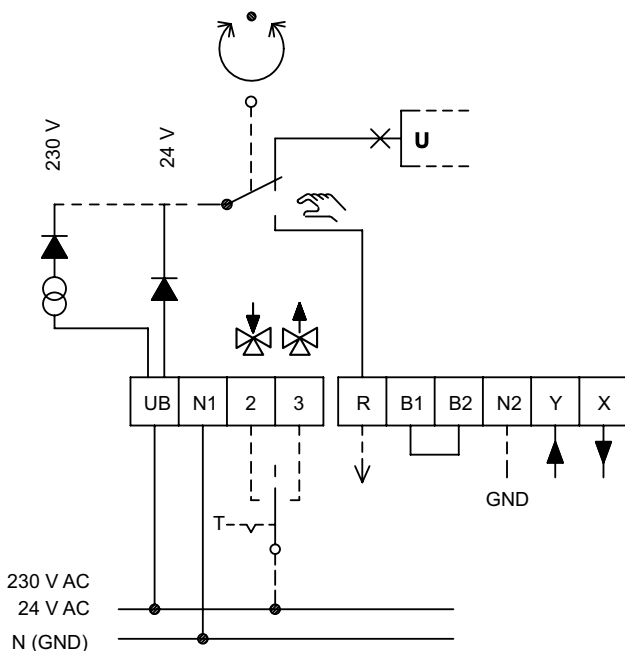 230 V
24 V
U
UB N1 2 3 R B1 B2 N2 Y X
GND
T
230 V AC
24 V AC
N (GND)